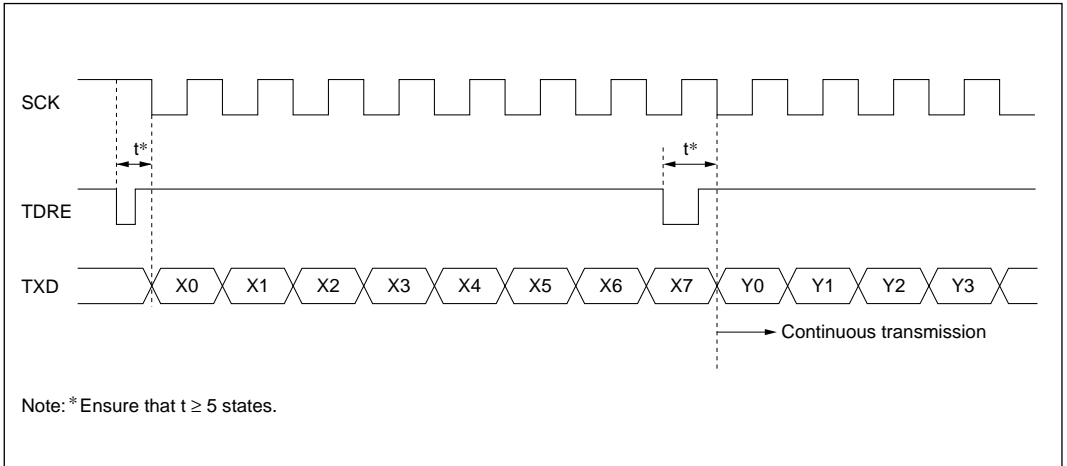 SCK
t*
t*
TDRE
TXD
X0 X1 X2 X3 X4 X5 X6 X7 Y0 Y1 Y2 Y3
Continuous transmission
Note: * Ensure that t ≥ 5 states.